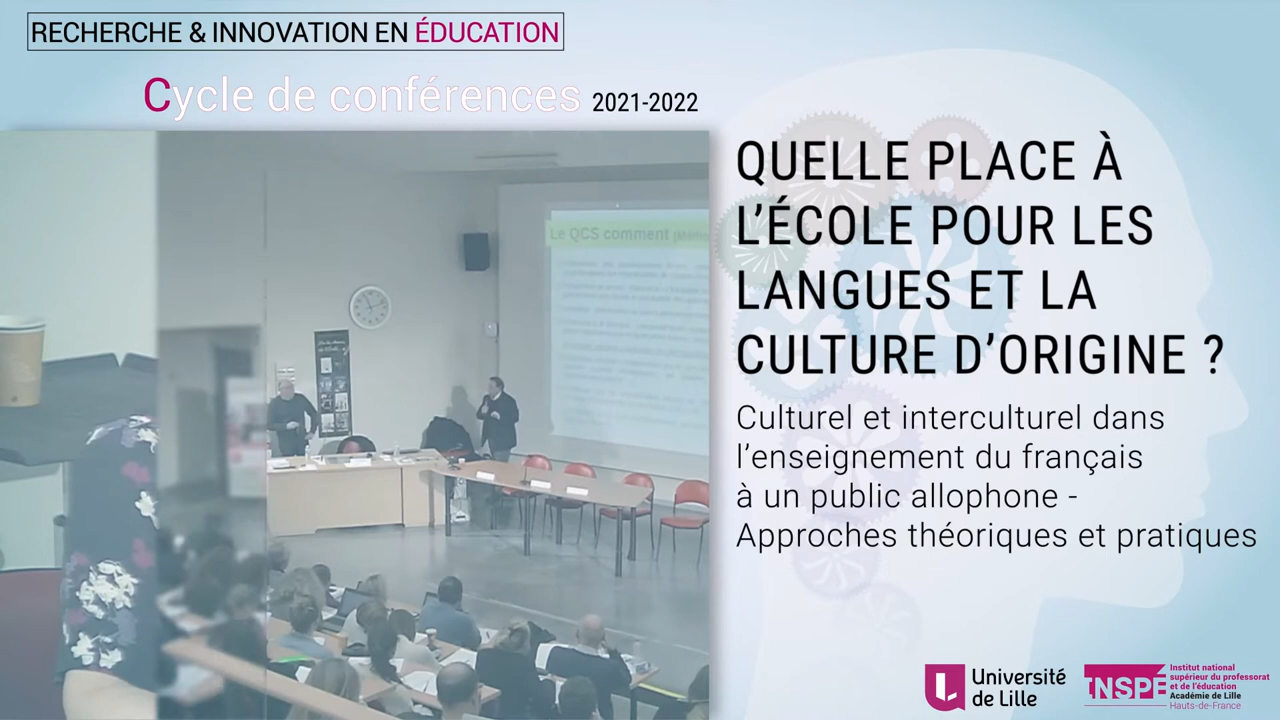 RECHERCHE & INNOVATION EN ÉDUCATION
Cycle de conférences 2021-2022
QUELLE PLACE À
L’ÉCOLE POUR LES
LANGUES ET LA
CULTURE D’ORIGINE ?
Culturel et interculturel dans
l’enseignement du français
à un public allophone -
Approches théoriques et pratiques
Le QCS comment
Université
de Lille
INSPÉ
Institut national
supérieur du professorat
et de l’éducation
Académie de Lille
Hauts-de-France